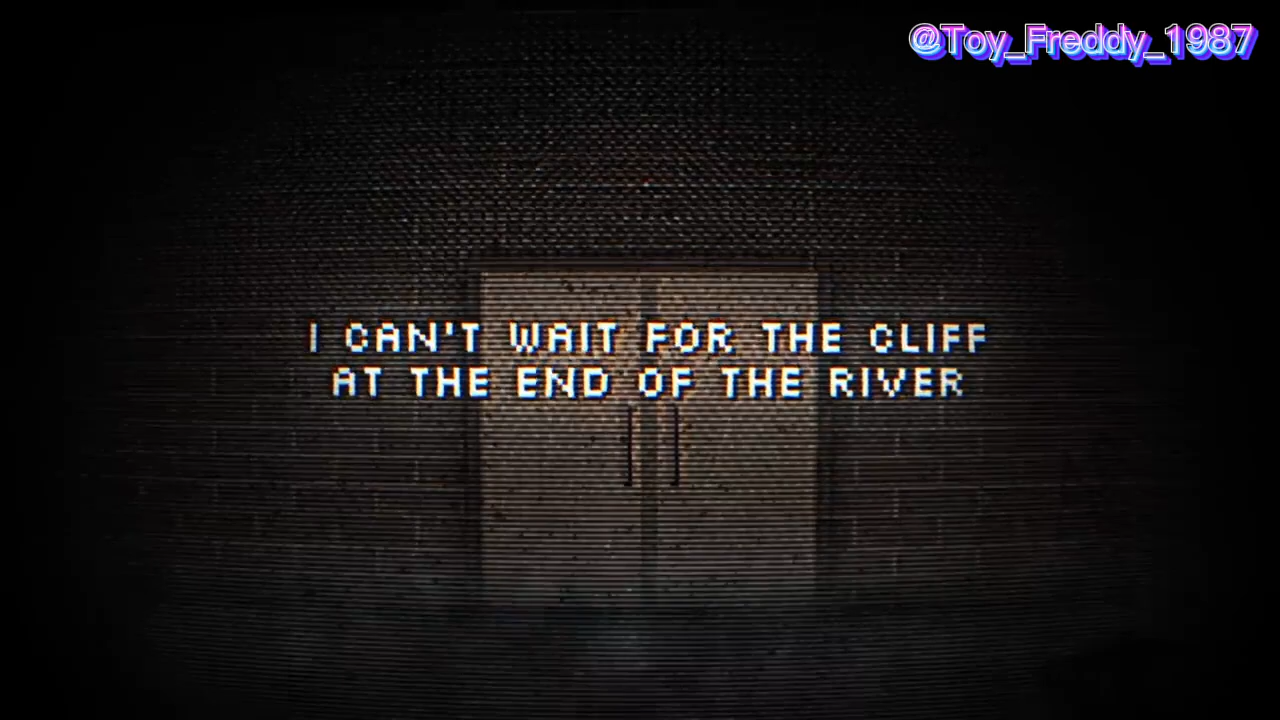 @Toy_Freddy_1987
I CAN'T WAIT FOR THE CLIFF
AT THE END OF THE RIVER